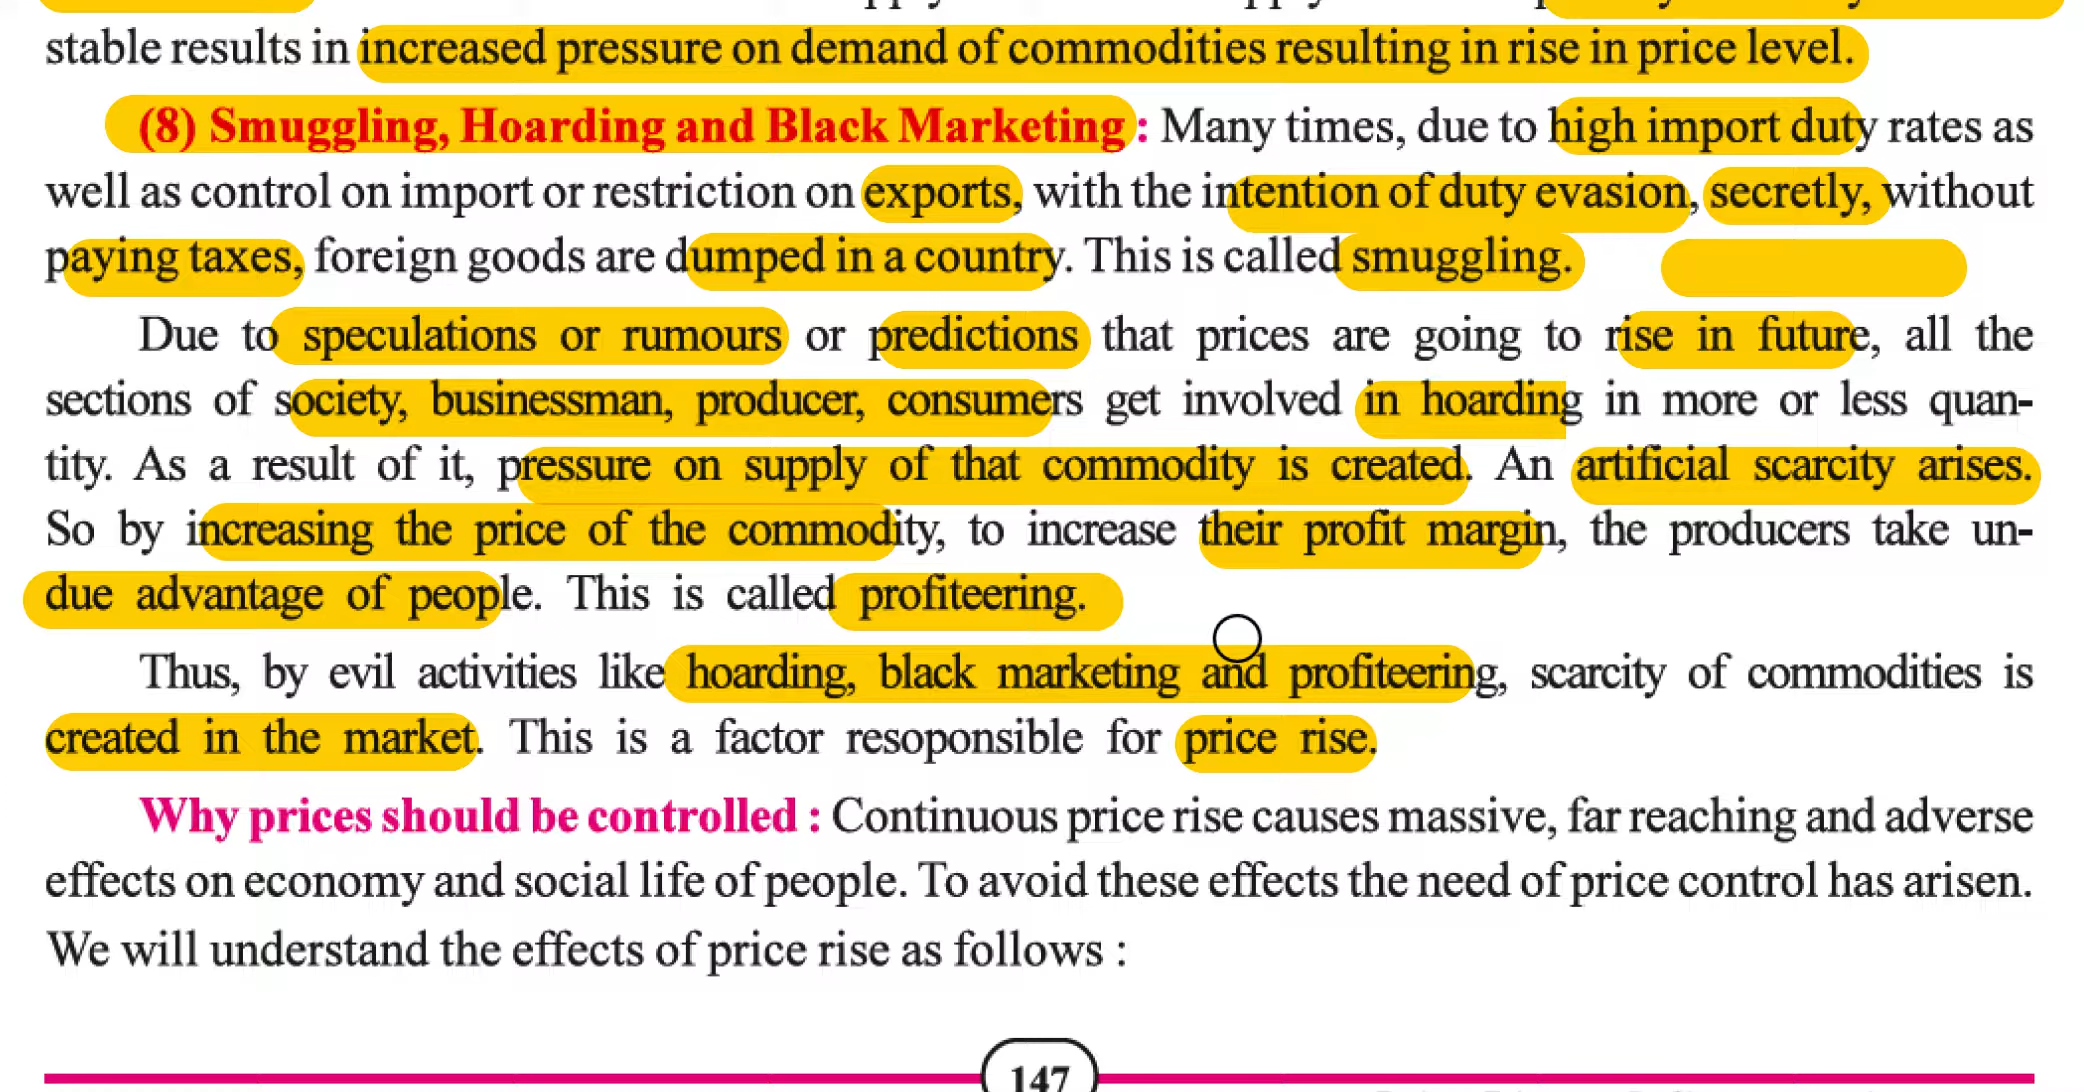 stable results in increased pressure on demand of commodities resulting in rise in price level.
(8) Smuggling, Hoarding and Black Marketing : Many times, due to high import duty rates as
well as control on import or restriction on exports, with the intention of duty evasion, secretly, without
paying taxes, foreign goods are dumped in a country. This is called smuggling.
Due to speculations or rumours or predictions that prices are going to rise in future, all the
sections of society, businessman, producer, consumers get involved in hoarding in more or less quan-
tity. As a result of it, pressure on supply of that commodity is created. An artificial scarcity arises.
So by increasing the price of the commodity, to increase their profit margin, the producers take un-
due advantage of people. This is called profiteering.
Thus, by evil activities like hoarding, black marketing and profiteering, scarcity of commodities is
created in the market. This is a factor resoponsible for price rise.
Why prices should be controlled : Continuous price rise causes massive, far reaching and adverse
effects on economy and social life of people. To avoid these effects the need of price control has arisen.
We will understand the effects of price rise as follows :
147